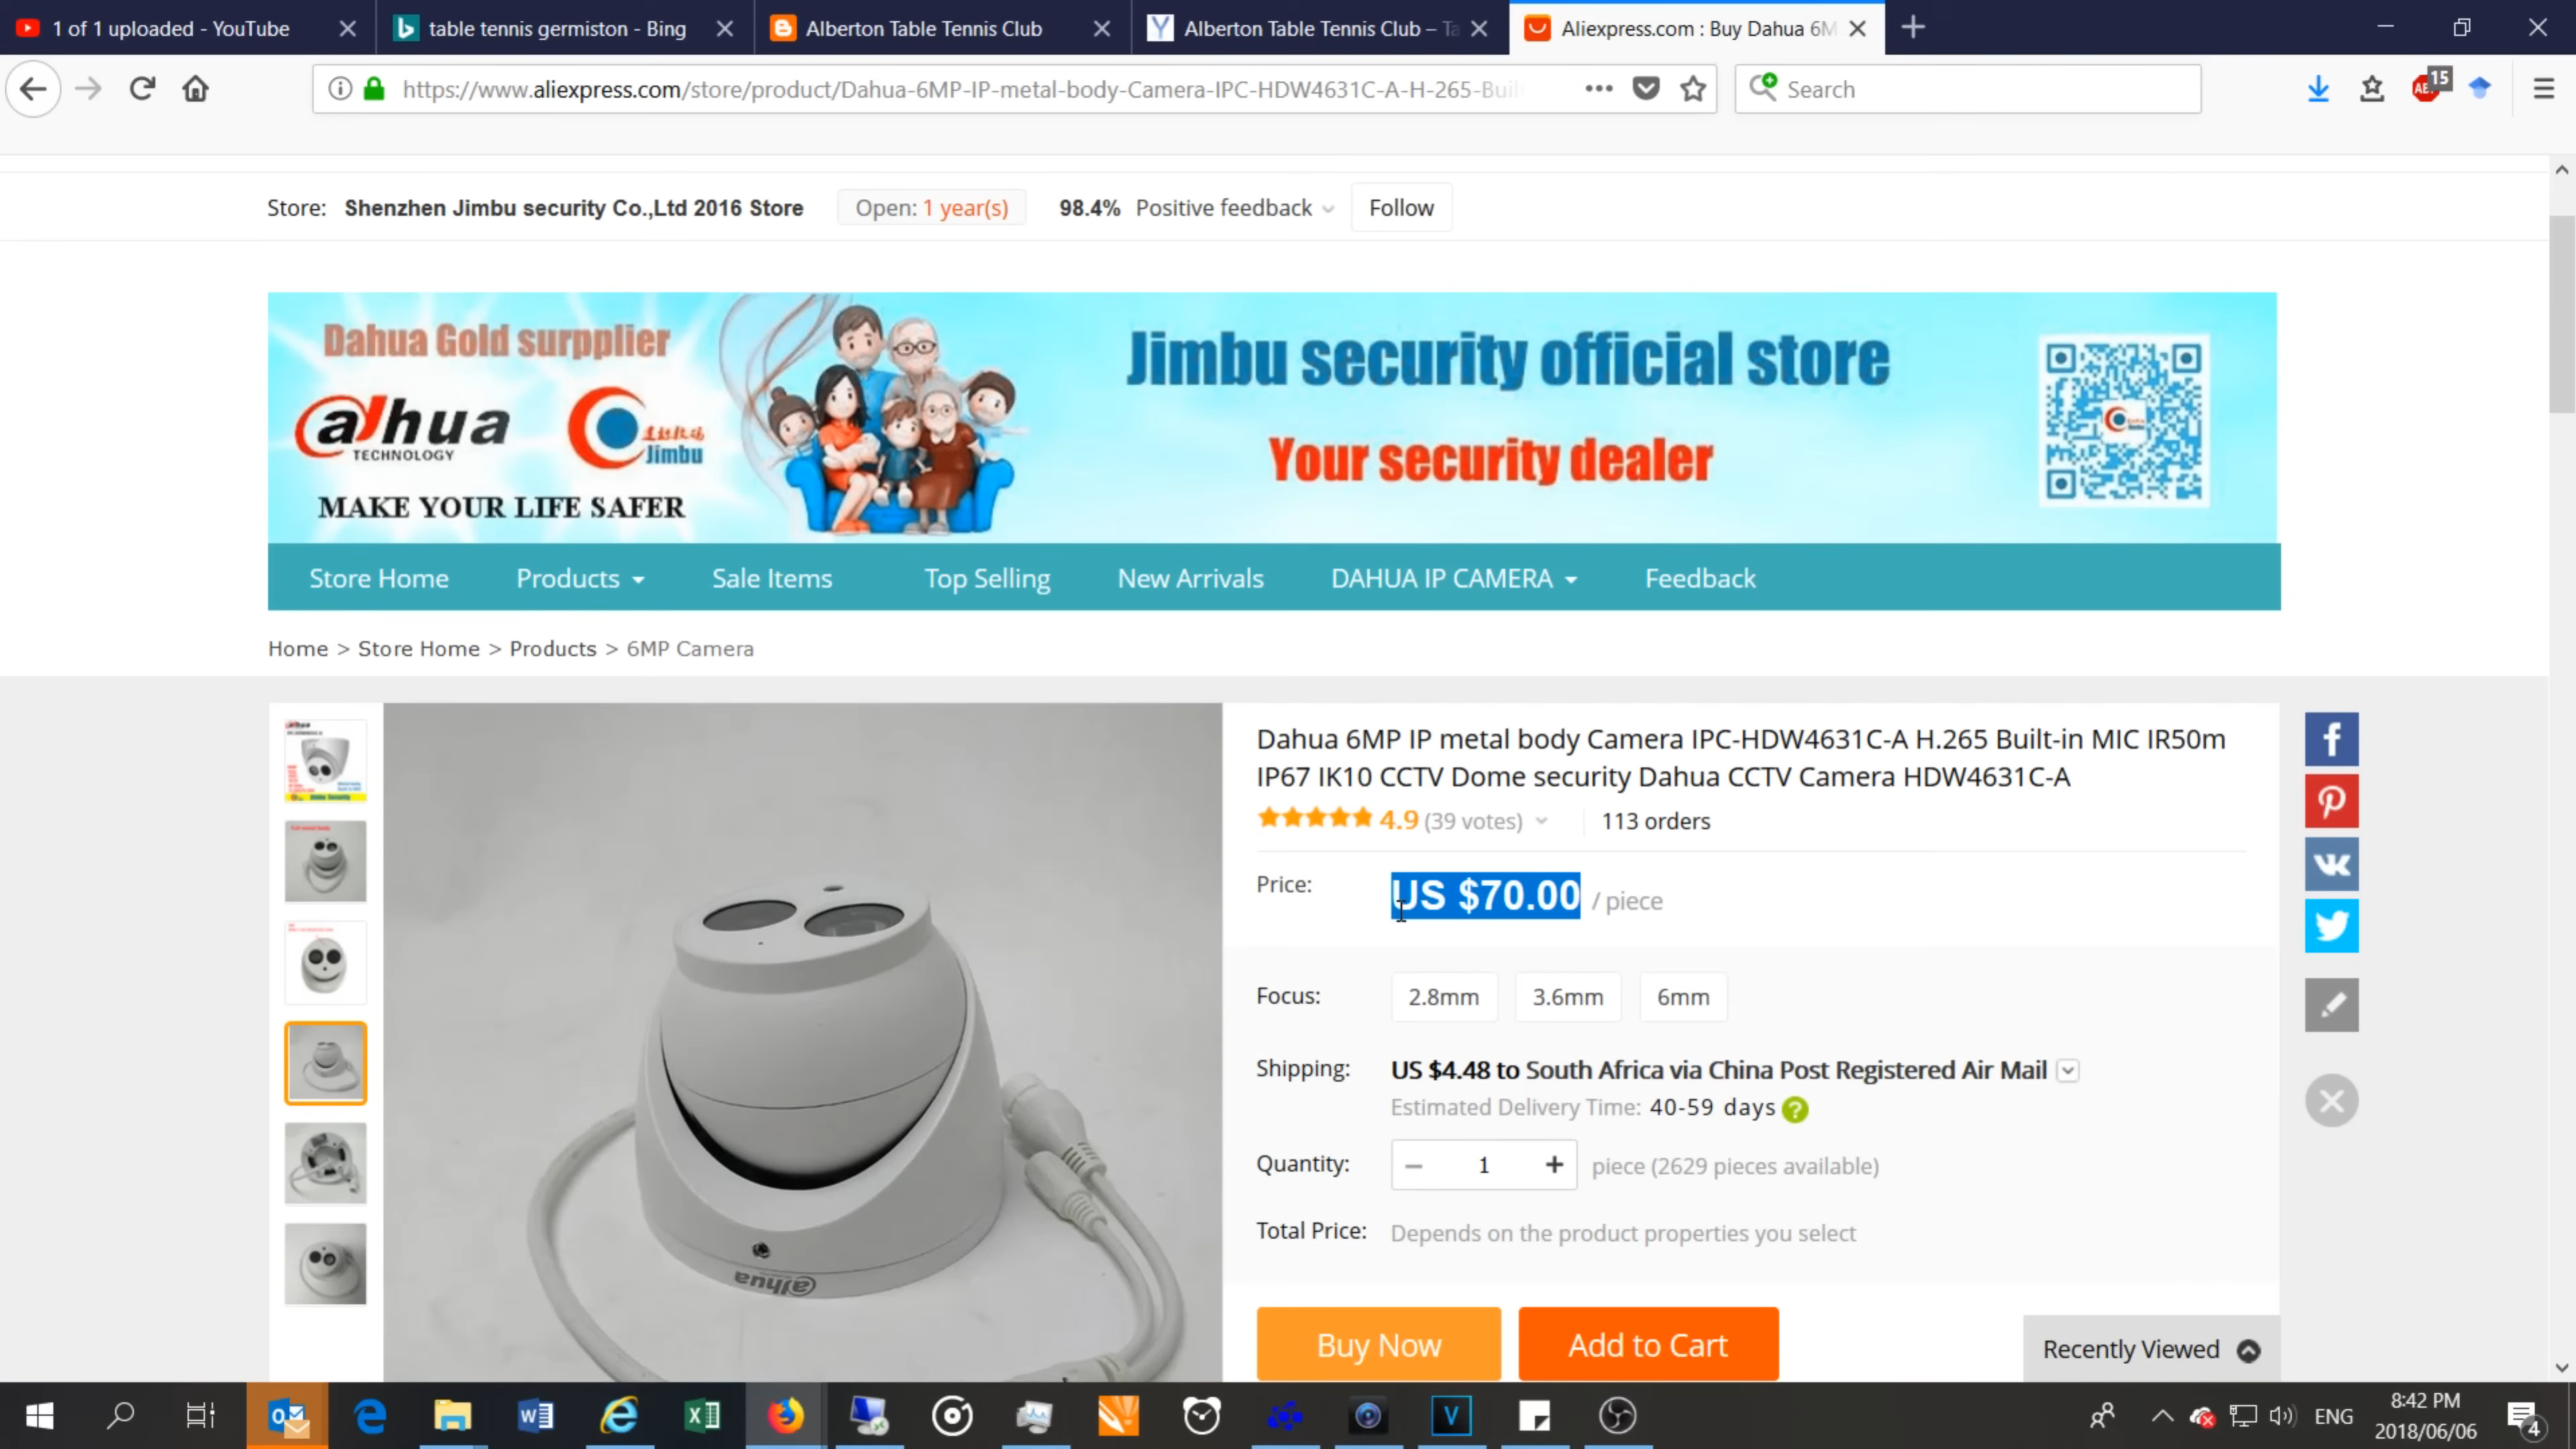 1 of 1 uploaded - YouTube
table tennis germiston - Bing
Alberton Table Tennis Club
Alberton Table Tennis Club – Ta
Aliexpress.com : Buy Dahua 6M
https://www.aliexpress.com/store/product/Dahua-6MP-IP-metal-body-Camera-IPC-HDW4631C-A-H-265-Buil
Search
15
Store: Shenzhen Jimbu security Co.,Ltd 2016 Store
Open: 1 year(s)
98.4% Positive feedback
Follow
Dahua Gold surpplier
alhua
TECHNOLOGY
Jimbu
MAKE YOUR LIFE SAFER
Jimbu security official store
Your security dealer
Store Home Products Sale Items Top Selling New Arrivals DAHUA IP CAMERA Feedback
Home > Store Home > Products > 6MP Camera
Dahua 6MP IP metal body Camera IPC-HDW4631C-A H.265 Built-in MIC IR50m
IP67 IK10 CCTV Dome security Dahua CCTV Camera HDW4631C-A
4.9 (39 votes) 113 orders
Price: US $70.00 / piece
Focus: 2.8mm 3.6mm 6mm
Shipping: US $4.48 to South Africa via China Post Registered Air Mail
Estimated Delivery Time: 40-59 days
Quantity: 1 piece (2629 pieces available)
Total Price: Depends on the product properties you select
alhua
Buy Now
Add to Cart
Recently Viewed
ENG
8:42 PM
2018/06/06
4